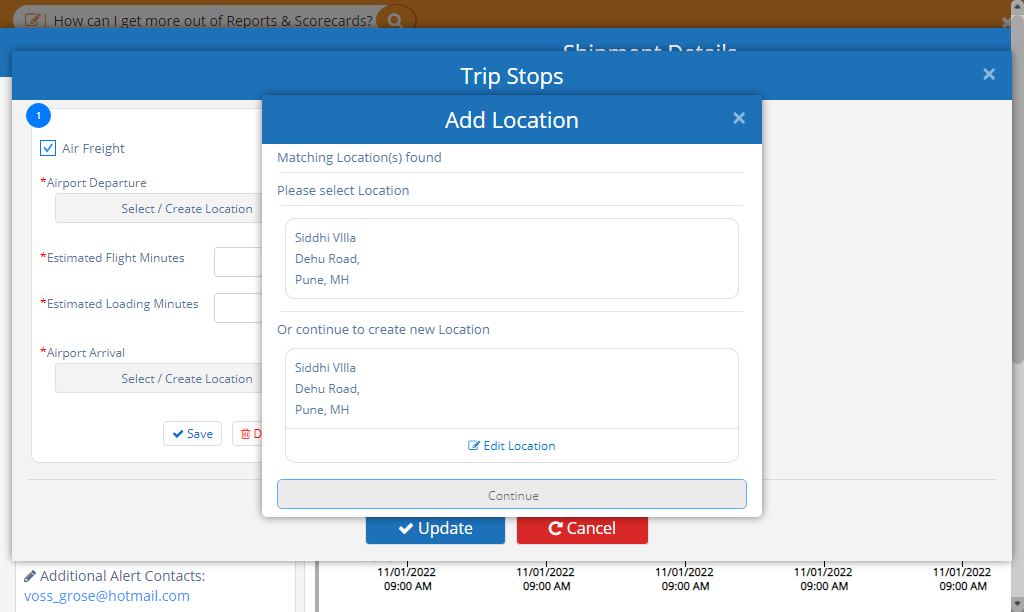 How can I get more out of Reports & Scorecards?
Shipment Details
Trip Stops
×
Add Location
×
1
Air Freight
*Airport Departure
Select / Create Location
*Estimated Flight Minutes
*Estimated Loading Minutes
*Airport Arrival
Select / Create Location
Save
D
Matching Location(s) found
Please select Location
Siddhi VIlla
Dehu Road,
Pune, MH
Or continue to create new Location
Siddhi VIlla
Dehu Road,
Pune, MH
Edit Location
Continue
Update
Cancel
Additional Alert Contacts:
voss_grose@hotmail.com
11/01/2022
09:00 AM
11/01/2022
09:00 AM
11/01/2022
09:00 AM
11/01/2022
09:00 AM
11/01/2022
09:00 AM